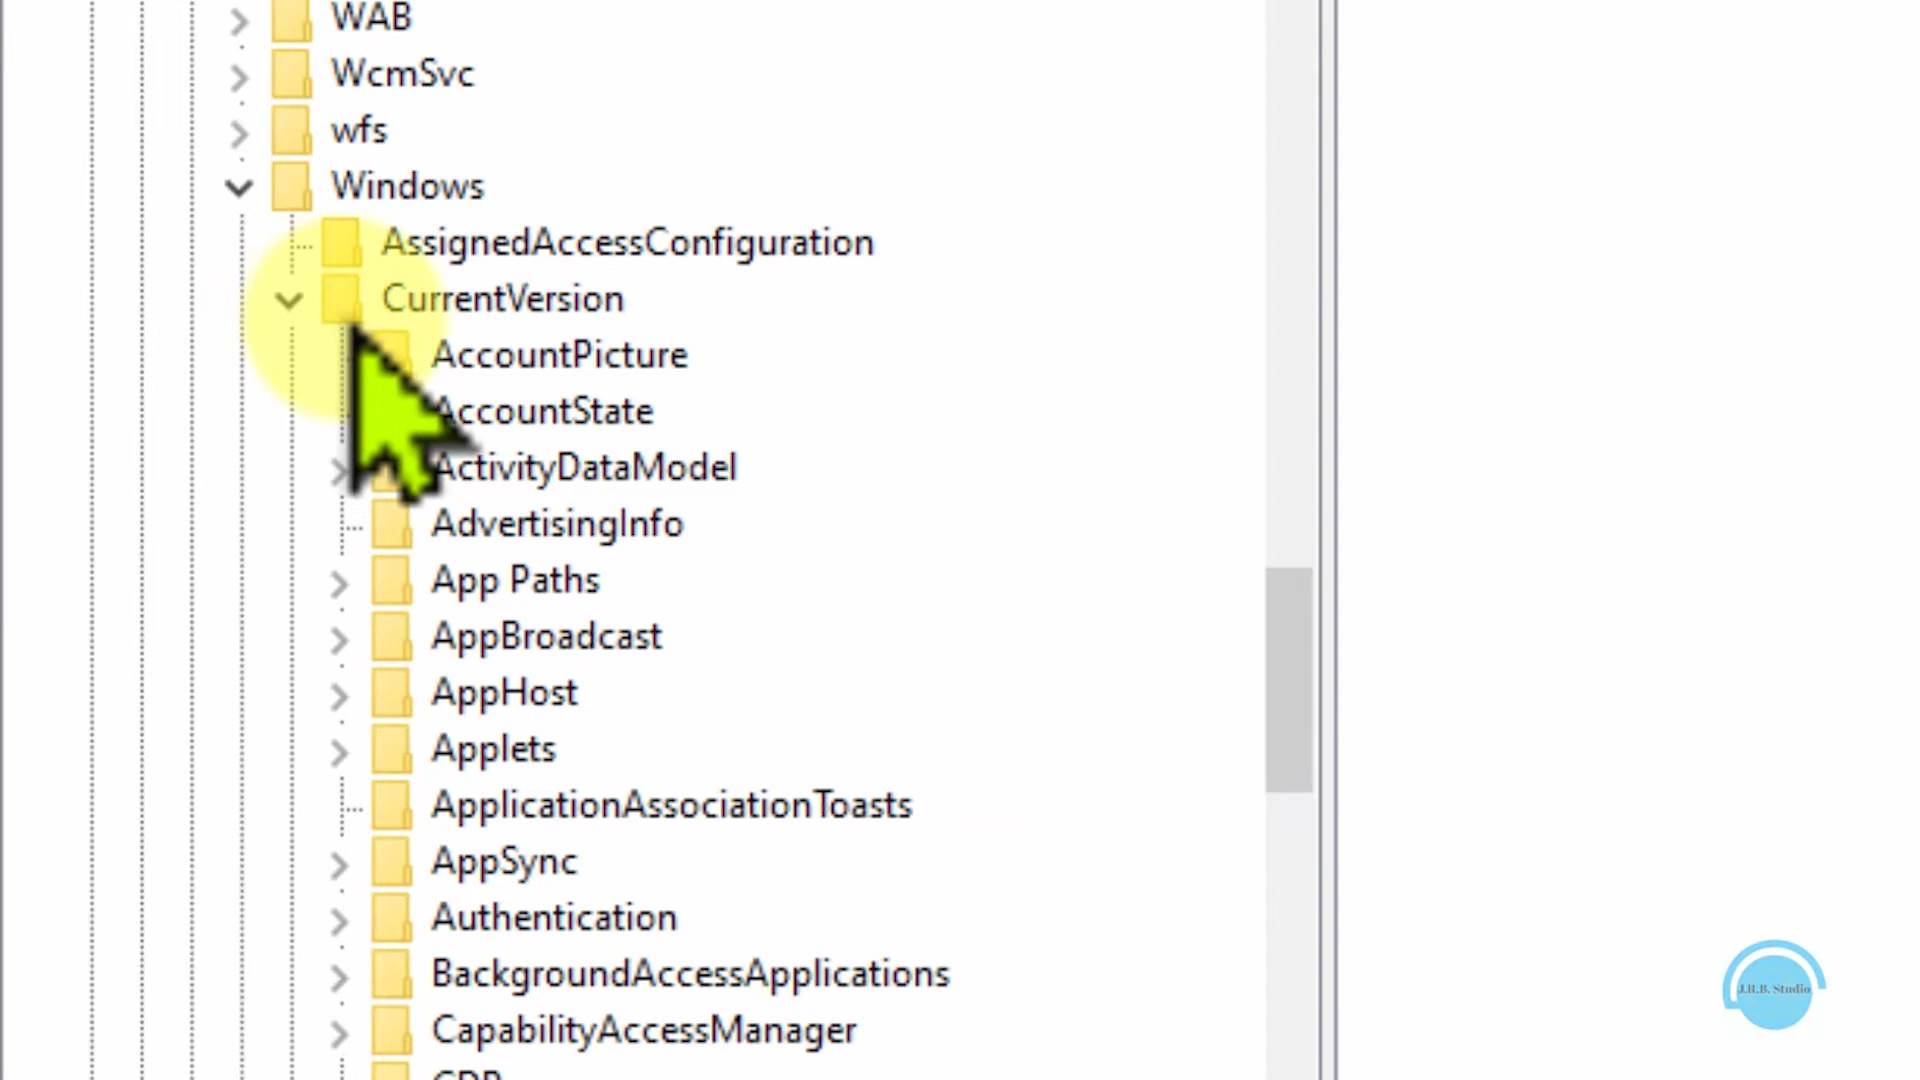 WAB
WcmSvc
wfs
Windows
AssignedAccessConfiguration
CurrentVersion
AccountPicture
AccountState
ActivityDataModel
AdvertisingInfo
App Paths
AppBroadcast
AppHost
Applets
ApplicationAssociationToasts
AppSync
Authentication
BackgroundAccessApplications
CapabilityAccessManager
J.R.B. Studio